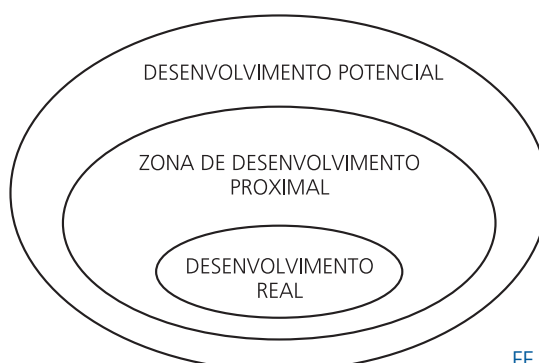 DESENVOLVIMENTO POTENCIAL
ZONA DE DESENVOLVIMENTO
PROXIMAL
DESENVOLVIMENTO
REAL